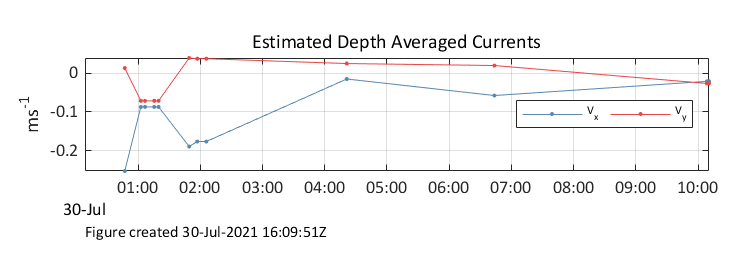 Estimated Depth Averaged Currents
ms-1
0
-0.1
-0.2
Vx
Vy
01:00 02:00 03:00 04:00 05:00 06:00 07:00 08:00 09:00 10:00
30-Jul
Figure created 30-Jul-2021 16:09:51Z